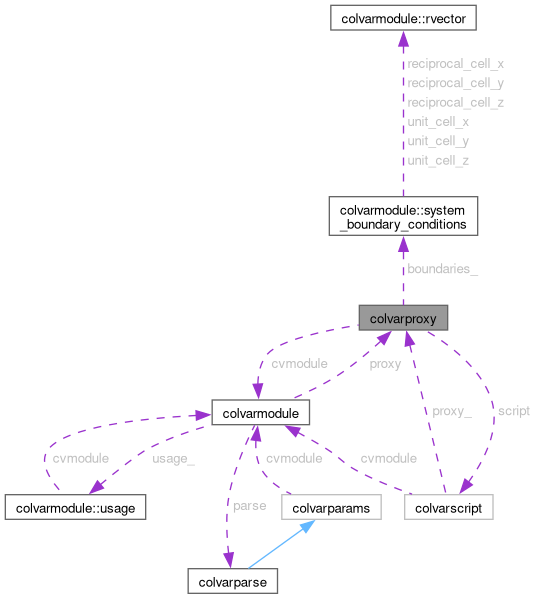 colvarmodule::rvector
reciprocal_cell_x
reciprocal_cell_y
reciprocal_cell_z
unit_cell_x
unit_cell_y
unit_cell_z
colvarmodule::system
_boundary_conditions
boundaries_
colvarproxy
cvmodule
proxy
colvarmodule
proxy_
script
cvmodule
usage_
cvmodule
cvmodule
colvarmodule::usage
parse
colvarparams
colvarscript
colvarparse